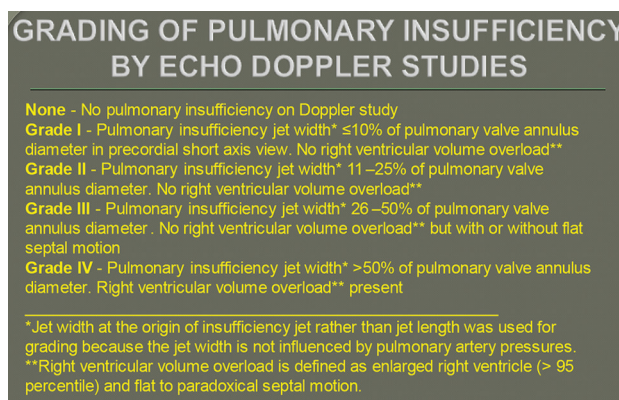 GRADING OF PULMONARY INSUFFICIENCY
BY ECHO DOPPLER STUDIES
None - No pulmonary insufficiency on Doppler study
Grade I - Pulmonary insufficiency jet width* ≤10% of pulmonary valve annulus
diameter in precordial short axis view. No right ventricular volume overload**
Grade II - Pulmonary insufficiency jet width* 11 –25% of pulmonary valve
annulus diameter. No right ventricular volume overload**
Grade III - Pulmonary insufficiency jet width* 26 –50% of pulmonary valve
annulus diameter . No right ventricular volume overload** but with or without flat
septal motion
Grade IV - Pulmonary insufficiency jet width* >50% of pulmonary valve annulus
diameter. Right ventricular volume overload** present
*Jet width at the origin of insufficiency jet rather than jet length was used for
grading because the jet width is not influenced by pulmonary artery pressures.
**Right ventricular volume overload is defined as enlarged right ventricle (> 95
percentile) and flat to paradoxical septal motion.